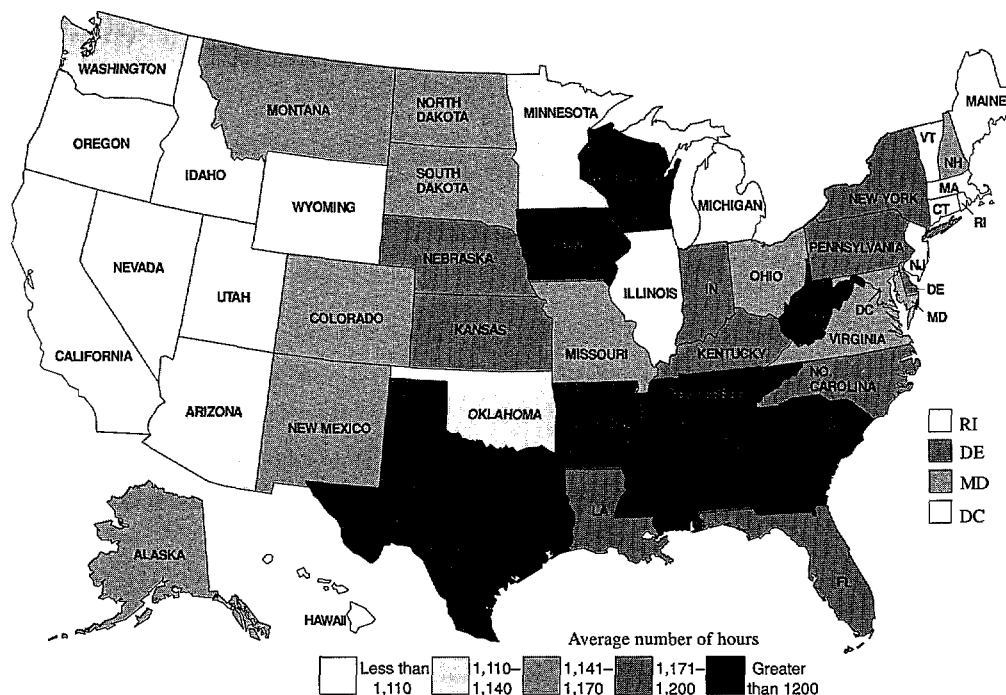 WASHINGTON
MONTANA
NORTH
DAKOTA
MINNESOTA
MAINE
OREGON
IDAHO
SOUTH
DAKOTA
WYOMING
VT
NH
MICHIGAN
NEW YORK
MA
CT
RI
NEBRASKA
PENNSYLVANIA
NEVADA
UTAH
ILLINOIS
IN
OHIO
NJ
COLORADO
KANSAS
DC
DE
MD
CALIFORNIA
MISSOURI
KENTUCKY
VIRGINIA
NO.
CAROLINA
ARIZONA
NEW MEXICO
OKLAHOMA
RI
DE
MD
DC
LA
FL
ALASKA
HAWAII
Average number of hours
Less than
1,110
1,110–
1,140
1,141–
1,170
1,171–
1,200
Greater
than 1200